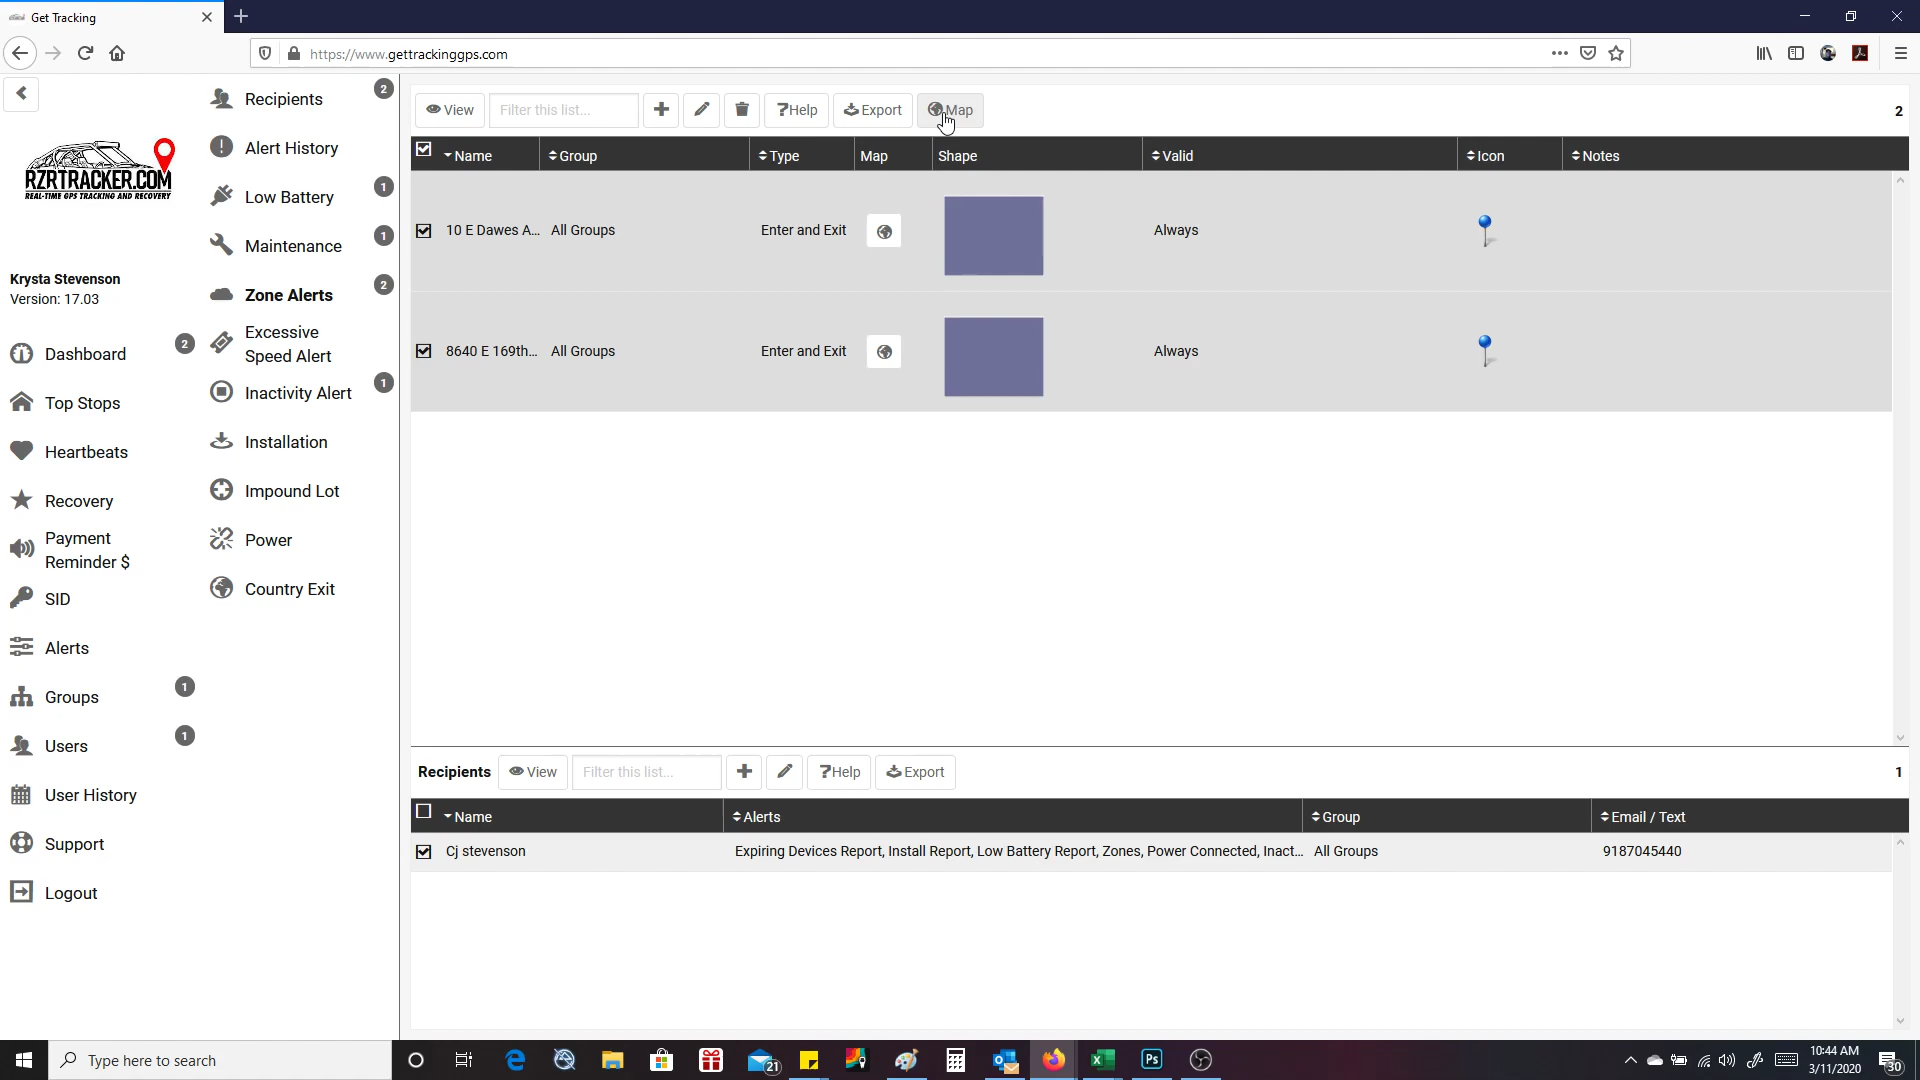 Get Tracking
https://www.gettrackinggps.com
RZRTRACKER.COM
REAL-TIME GPS TRACKING AND RECOVERY
Krysta Stevenson
Version: 17.03
Dashboard 2
Top Stops
Heartbeats
Recovery
Payment
Reminder $
SID
Alerts
Groups 1
Users 1
User History
Support
Logout
Recipients 2
Alert History
Low Battery 1
Maintenance 1
Zone Alerts 2
Excessive
Speed Alert
Inactivity Alert 1
Installation
Impound Lot
Power
Country Exit
View Filter this list... ?Help Export Map 2
Name Group Type Map Shape Valid Icon Notes
10 E Dawes A... All Groups Enter and Exit Always
8640 E 169th... All Groups Enter and Exit Always
Recipients View Filter this list... ?Help Export 1
Name Alerts Group Email / Text
Cj stevenson Expiring Devices Report, Install Report, Low Battery Report, Zones, Power Connected, Inact... All Groups 9187045440
Type here to search 21 Ps 10:44 AM
3/11/2020 30